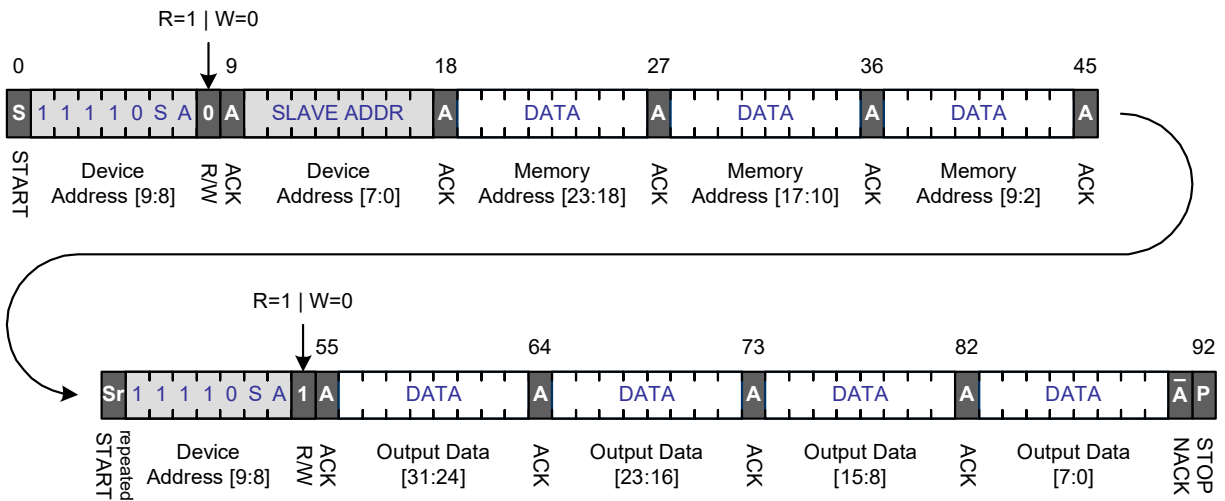 R=1 | W=0
0 9 18 27 36 45
S 1 1 1 1 0 S A 0 A SLAVE ADDR A DATA A DATA A DATA A
START
Device
Address [9:8]
R/W
ACK
Device
Address [7:0]
ACK
Memory
Address [23:18]
ACK
Memory
Address [17:10]
ACK
Memory
Address [9:2]
ACK
R=1 | W=0
55 64 73 82 92
Sr 1 1 1 1 0 S A 1 A DATA A DATA A DATA A DATA A̅ P
repeated
START
Device
Address [9:8]
R/W
ACK
Output Data
[31:24]
ACK
Output Data
[23:16]
ACK
Output Data
[15:8]
ACK
Output Data
[7:0]
NACK
STOP